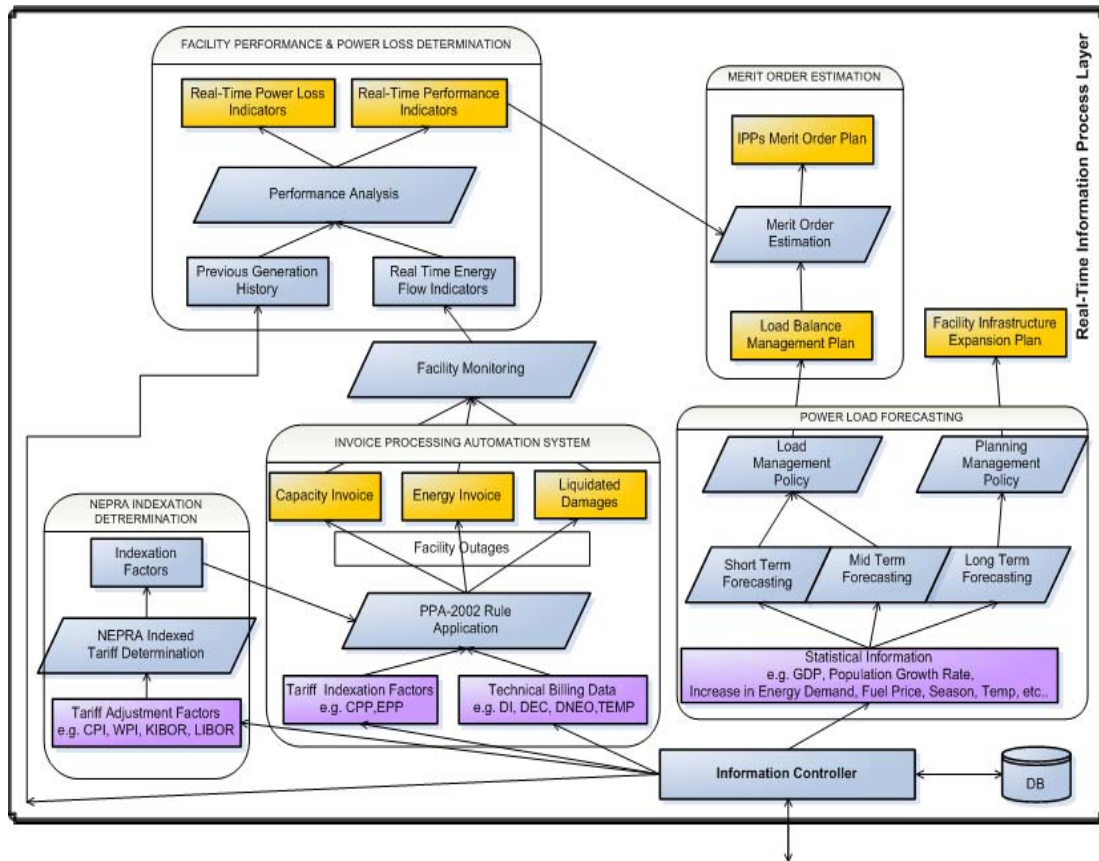 FACILITY PERFORMANCE & POWER LOSS DETERMINATION
Real-Time Power Loss
Indicators
Real-Time Performance
Indicators
Performance Analysis
Previous Generation
History
Real Time Energy
Flow Indicators
MERIT ORDER ESTIMATION
IPPs Merit Order Plan
Merit Order
Estimation
Load Balance
Management Plan
Facility Infrastructure
Expansion Plan
Real-Time Information Process Layer
Facility Monitoring
INVOICE PROCESSING AUTOMATION SYSTEM
Capacity Invoice
Energy Invoice
Liquidated
Damages
Facility Outages
PPA-2002 Rule
Application
Tariff Indexation Factors
e.g. CPP,EPP
Technical Billing Data
e.g. DI, DEC, DNEO,TEMP
NEPRA INDEXATION
DETRERMINATION
Indexation
Factors
NEPRA Indexed
Tariff Determination
Tariff Adjustment Factors
e.g. CPI, WPI, KIBOR, LIBOR
POWER LOAD FORECASTING
Load
Management
Policy
Planning
Management
Policy
Short Term
Forecasting
Mid Term
Forecasting
Long Term
Forecasting
Statistical Information
e.g. GDP, Population Growth Rate,
Increase in Energy Demand, Fuel Price, Season, Temp, etc..
Information Controller
DB